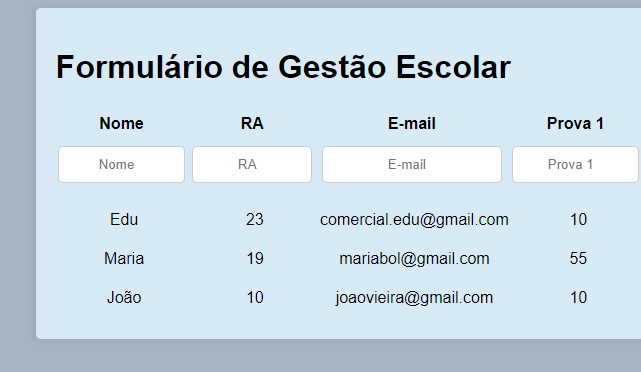 Formulário de Gestão Escolar
Nome RA E-mail Prova 1
Nome RA E-mail Prova 1
Edu 23 comercial.edu@gmail.com 10
Maria 19 mariabol@gmail.com 55
João 10 joaovieira@gmail.com 10